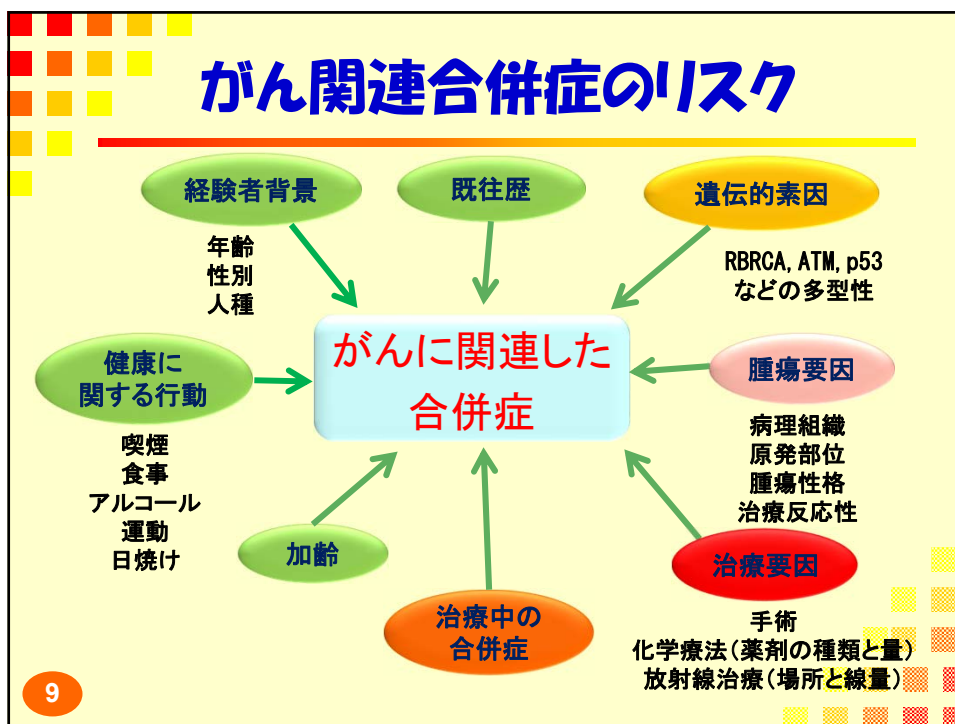 がん関連合併症のリスク
経験者背景
年齢
性別
人種
既往歴
遺伝的素因
RBRCA, ATM, p53
などの多型性
健康に
関する行動
喫煙
食事
アルコール
運動
日焼け
がんに関連した
合併症
腫瘍要因
病理組織
原発部位
腫瘍性格
治療反応性
加齢
治療中の
合併症
治療要因
手術
化学療法（薬剤の種類と量）
放射線治療（場所と線量）
9